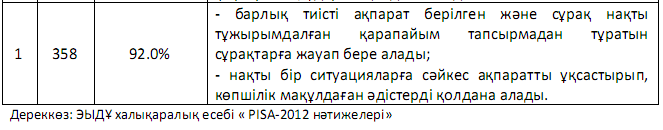 - барлық тиісті ақпарат берілген және сұрақ нақты
тұжырымдалған қарапайым тапсырмадан тұратын
1 358 92.0% сұрақтарға жауап бере алады;
- нақты бір ситуацияларға сәйкес ақпаратты ұқсастырып,
көпшілік мақұлдаған әдістерді қолдана алады.
Дереккөз: ЭЫДҰ халықаралық есебі « PISA-2012 нәтижелері»